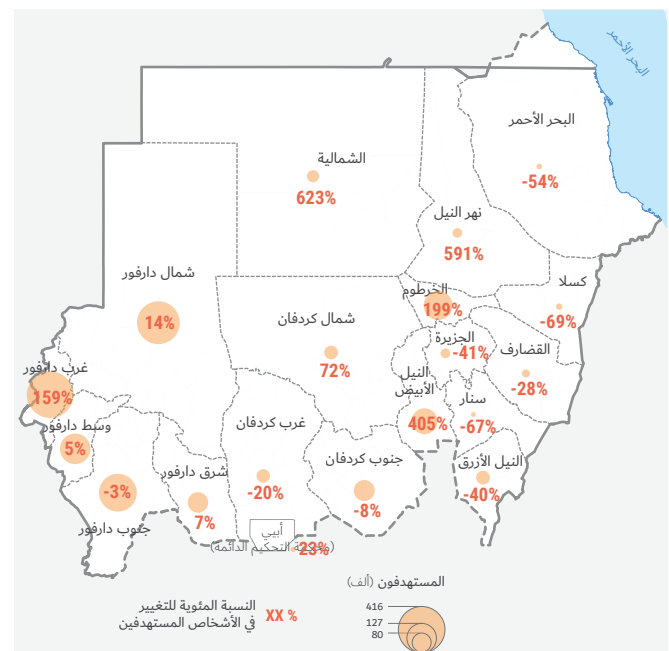 البحر الأحمر
البحر الأحمر
-54%
الشمالية
623%
نهر النيل
591%
شمال دارفور
14%
كسلا
-69%
الخرطوم
199%
شمال كردفان
72%
الجزيرة
-41%
القضارف
-28%
غرب دارفور
159%
النيل
الأبيض
405%
سنار
-67%
وسط دارفور
5%
غرب كردفان
-20%
جنوب كردفان
-8%
النيل الأزرق
-40%
شرق دارفور
7%
-3%
جنوب دارفور
أبيي
(محكمة التحكيم الدائمة)
-23%
المستهدفون (ألف)
416
127
80
النسبة المئوية للتغيير
في الأشخاص المستهدفين
XX %